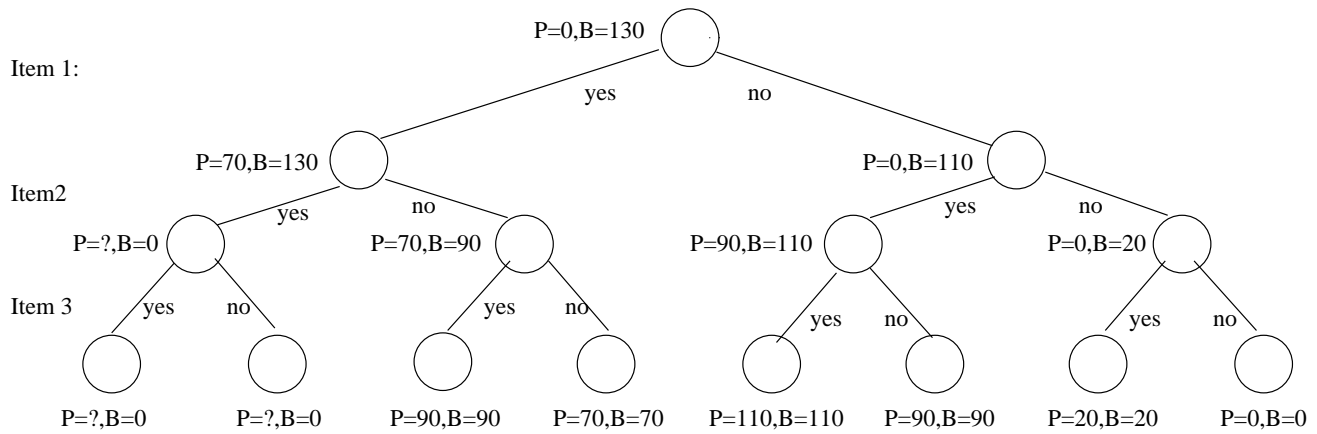 P=0,B=130
Item 1:
yes
no
P=70,B=130
P=0,B=110
Item2
yes
no
yes
no
P=?,B=0
P=70,B=90
P=90,B=110
P=0,B=20
Item 3
yes
no
yes
no
yes
no
yes
no
P=?,B=0
P=?,B=0
P=90,B=90
P=70,B=70
P=110,B=110
P=90,B=90
P=20,B=20
P=0,B=0